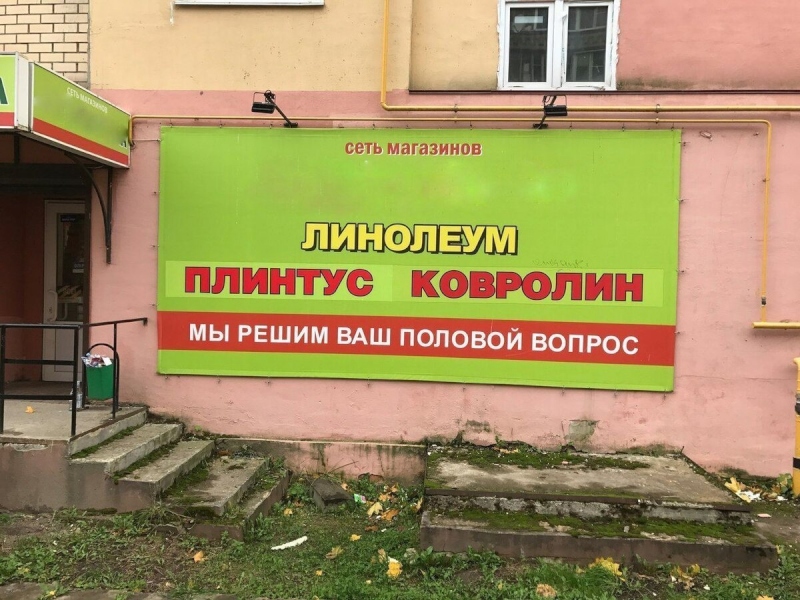 СЕТЬ МАГАЗИНОВ
сеть магазинов
ЛИНОЛЕУМ
ПЛИНТУС КОВРОЛИН
МЫ РЕШИМ ВАШ ПОЛОВОЙ ВОПРОС